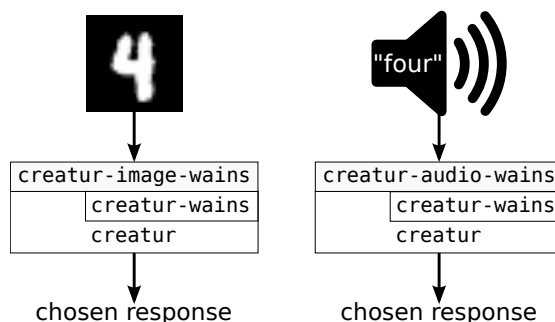 4
creatur-image-wains
creatur-wains
creatur
chosen response
"four"
creatur-audio-wains
creatur-wains
creatur
chosen response